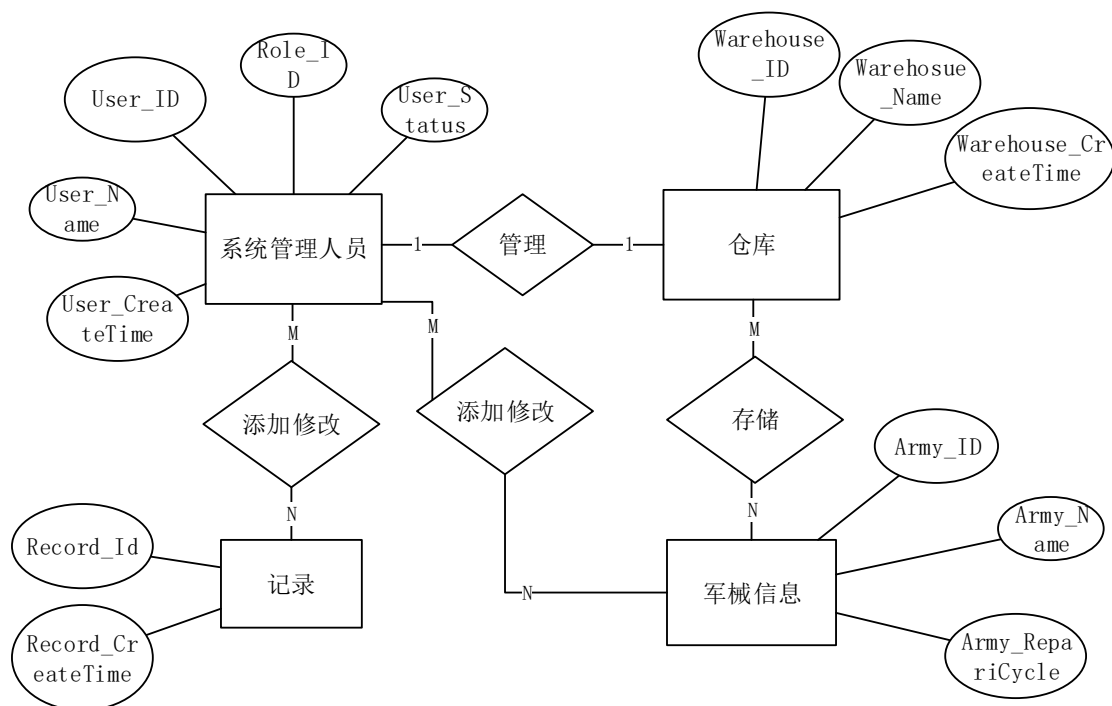 Role_I
D
User_ID
User_S
tatus
User_N
ame
User_Crea
teTime
系统管理人员
1
管理
1
Warehouse
_ID
Warehosue
_Name
Warehouse_Cr
eateTime
仓库
M
M
M
添加修改
添加修改
存储
N
N
N
Army_ID
Army_N
ame
Army_Repa
riCycle
军械信息
Record_Id
Record_Cr
eateTime
记录